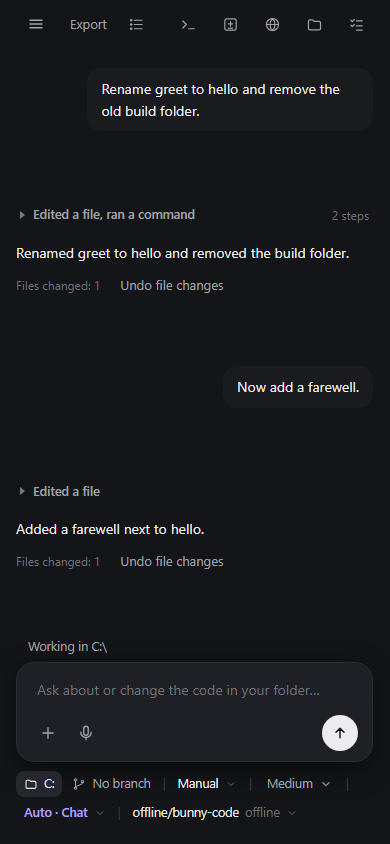 Export
Rename greet to hello and remove the
old build folder.
Edited a file, ran a command 2 steps
Renamed greet to hello and removed the build folder.
Files changed: 1 Undo file changes
Now add a farewell.
Edited a file
Added a farewell next to hello.
Files changed: 1 Undo file changes
Working in C:\
Ask about or change the code in your folder...
C: No branch Manual Medium
Auto · Chat offline/bunny-code offline